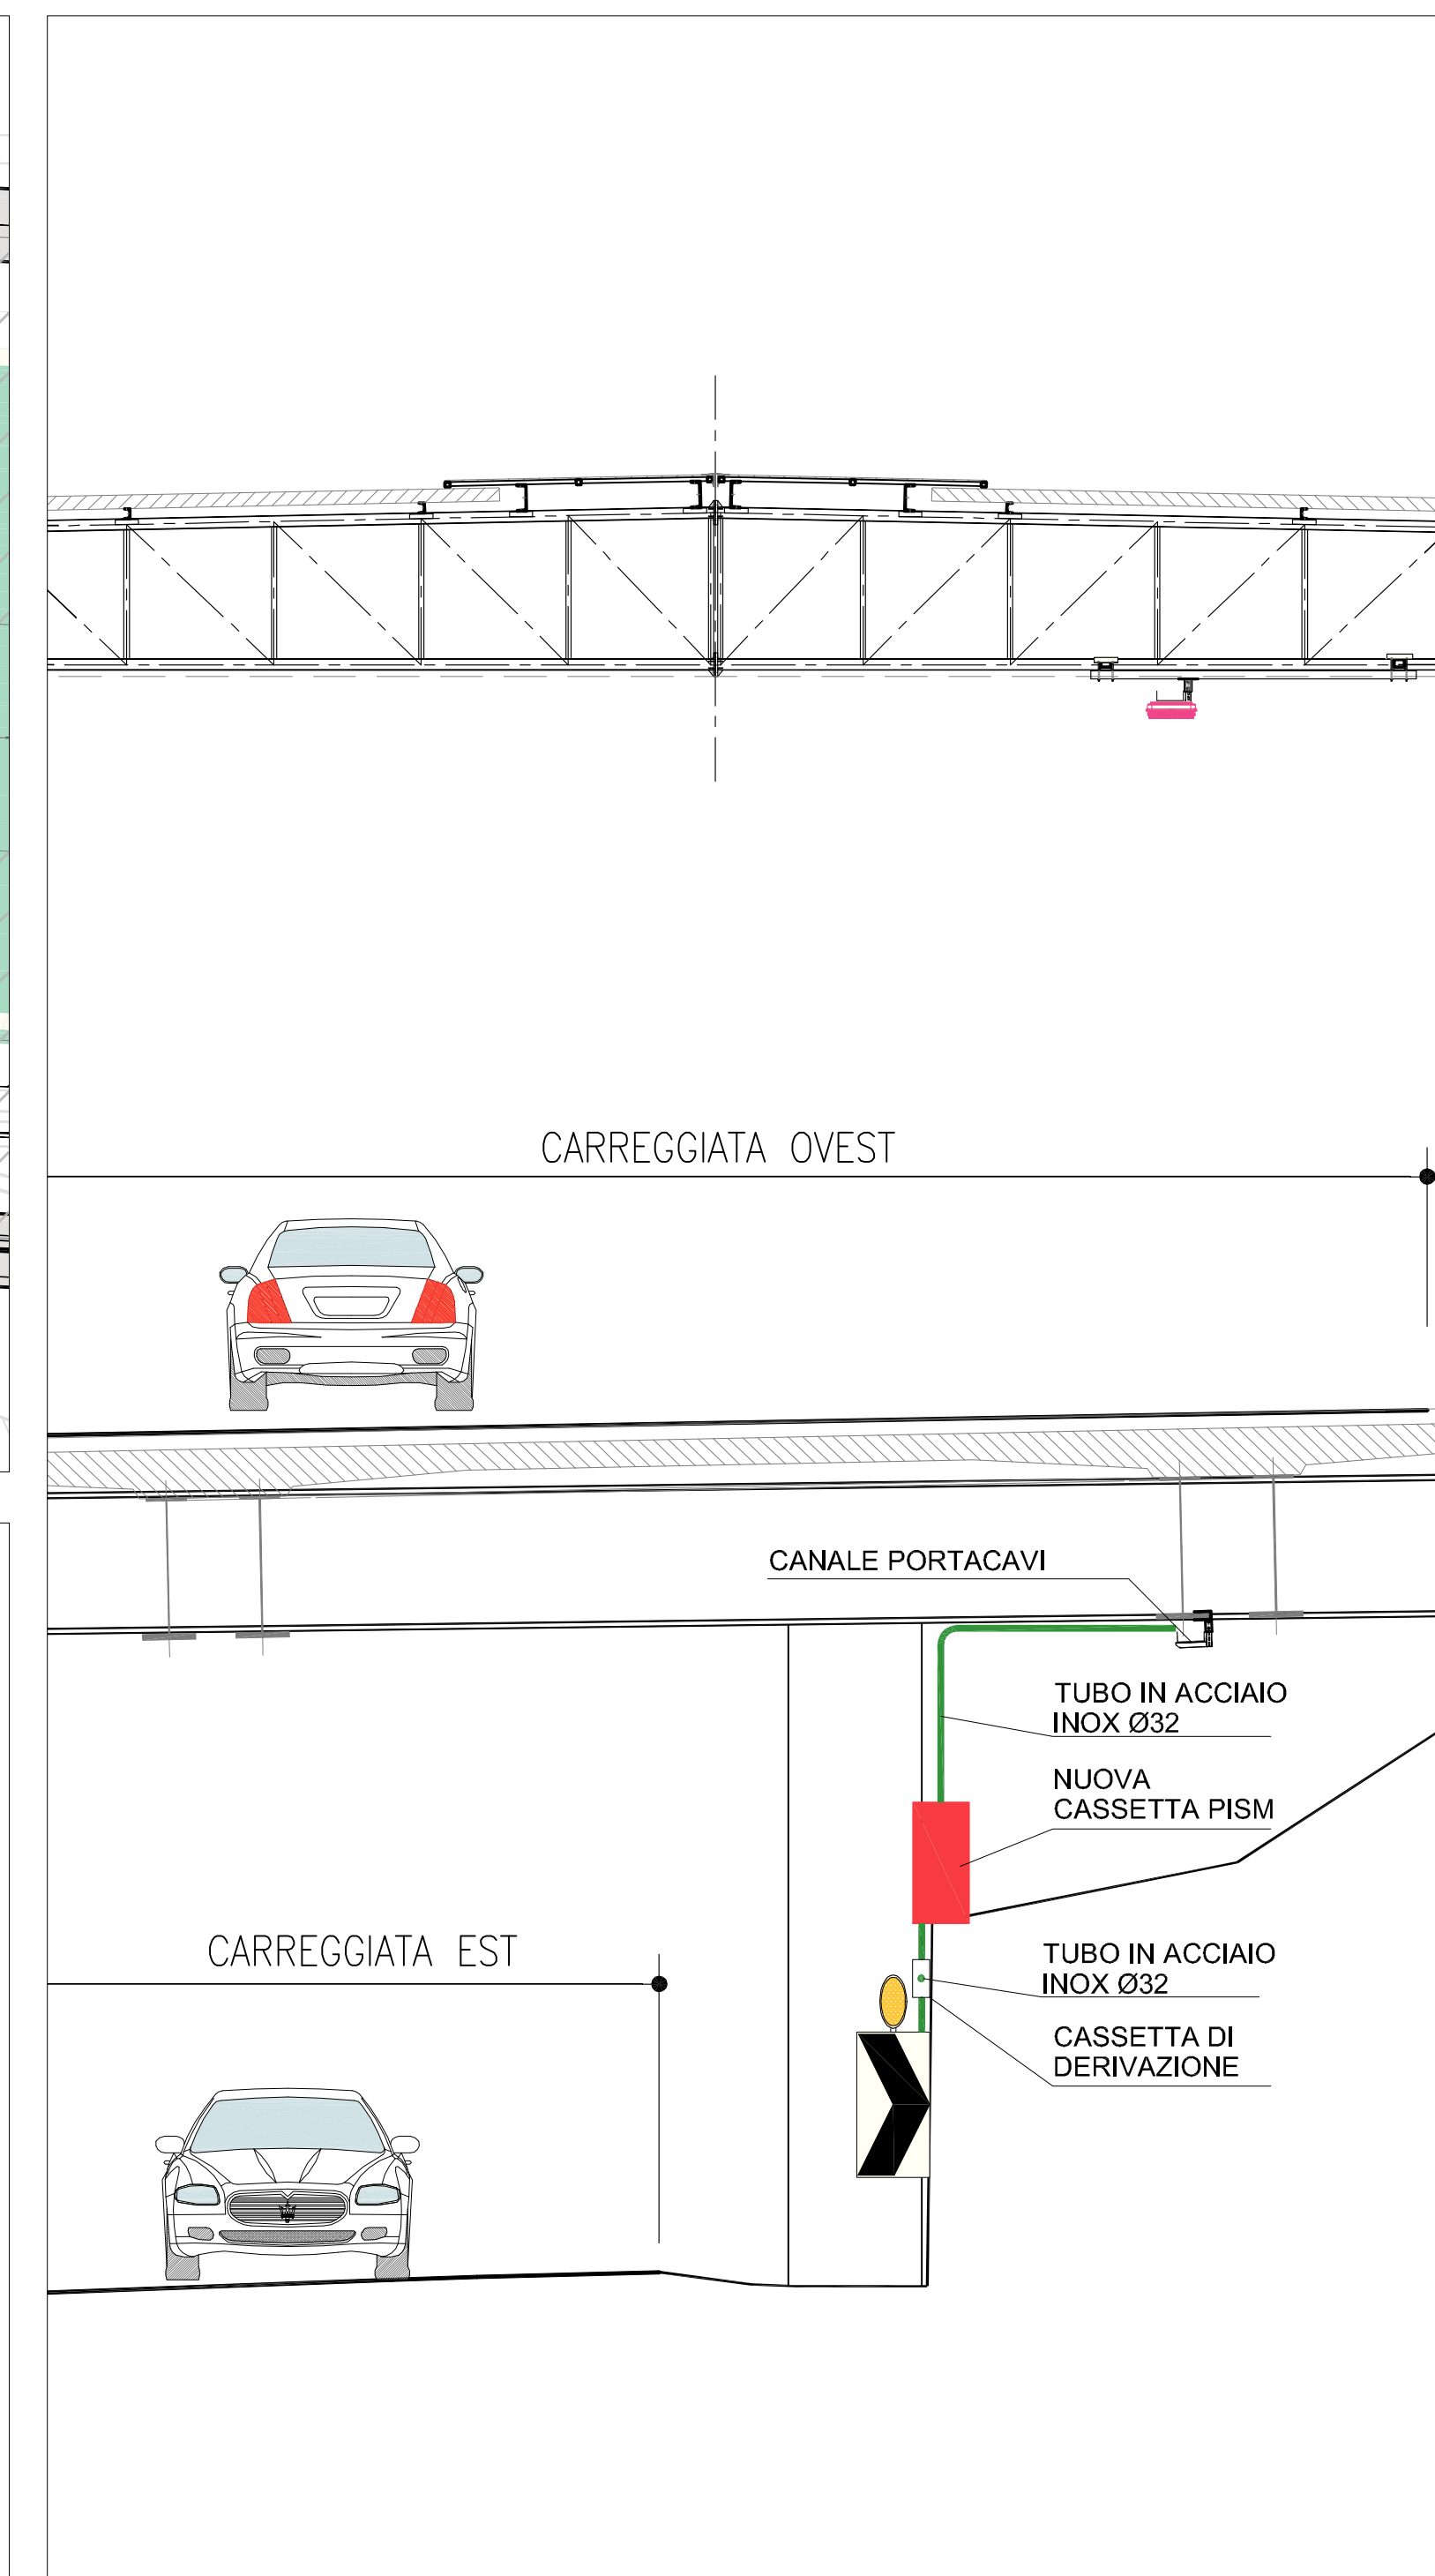 CARREGGIATA OVEST
CANALE PORTACAVI
TUBO IN ACCIAIO
INOX Ø32
NUOVA
CASSETTA PISM
CARREGGIATA EST
TUBO IN ACCIAIO
INOX Ø32
CASSETTA DI
DERIVAZIONE